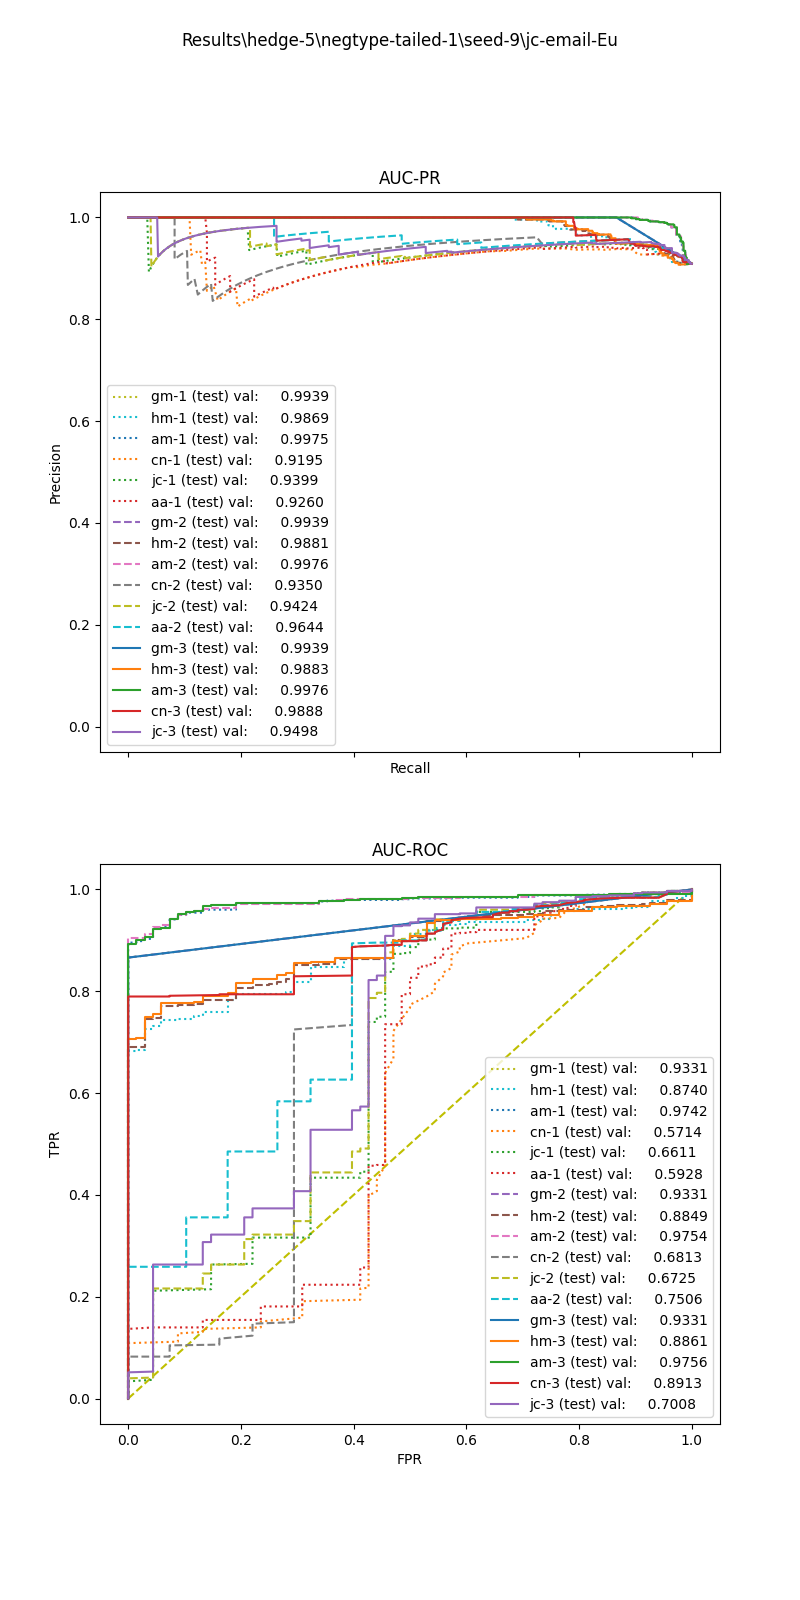 Results\hedge-5\negtype-tailed-1\seed-9\jc-email-Eu
AUC-PR
1.0
0.8
0.6
0.4
0.2
0.0
Precision
gm-1 (test) val: 0.9939
hm-1 (test) val: 0.9869
am-1 (test) val: 0.9975
cn-1 (test) val: 0.9195
jc-1 (test) val: 0.9399
aa-1 (test) val: 0.9260
gm-2 (test) val: 0.9939
hm-2 (test) val: 0.9881
am-2 (test) val: 0.9976
cn-2 (test) val: 0.9350
jc-2 (test) val: 0.9424
aa-2 (test) val: 0.9644
gm-3 (test) val: 0.9939
hm-3 (test) val: 0.9883
am-3 (test) val: 0.9976
cn-3 (test) val: 0.9888
jc-3 (test) val: 0.9498
Recall
AUC-ROC
1.0
0.8
0.6
0.4
0.2
0.0
TPR
gm-1 (test) val: 0.9331
hm-1 (test) val: 0.8740
am-1 (test) val: 0.9742
cn-1 (test) val: 0.5714
jc-1 (test) val: 0.6611
aa-1 (test) val: 0.5928
gm-2 (test) val: 0.9331
hm-2 (test) val: 0.8849
am-2 (test) val: 0.9754
cn-2 (test) val: 0.6813
jc-2 (test) val: 0.6725
aa-2 (test) val: 0.7506
gm-3 (test) val: 0.9331
hm-3 (test) val: 0.8861
am-3 (test) val: 0.9756
cn-3 (test) val: 0.8913
jc-3 (test) val: 0.7008
0.0 0.2 0.4 0.6 0.8 1.0
FPR